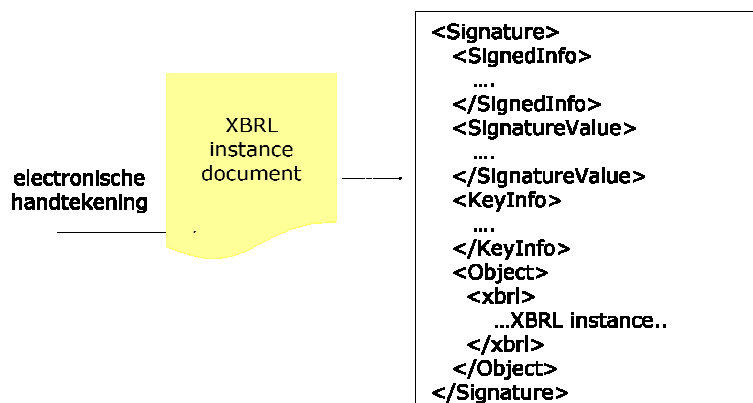 electronische
handtekening
XBRL
instance
document
<Signature>
<SignedInfo>
....
</SignedInfo>
<SignatureValue>
....
</SignatureValue>
<KeyInfo>
....
</KeyInfo>
<Object>
<xbrl>
...XBRL instance..
</xbrl>
</Object>
</Signature>